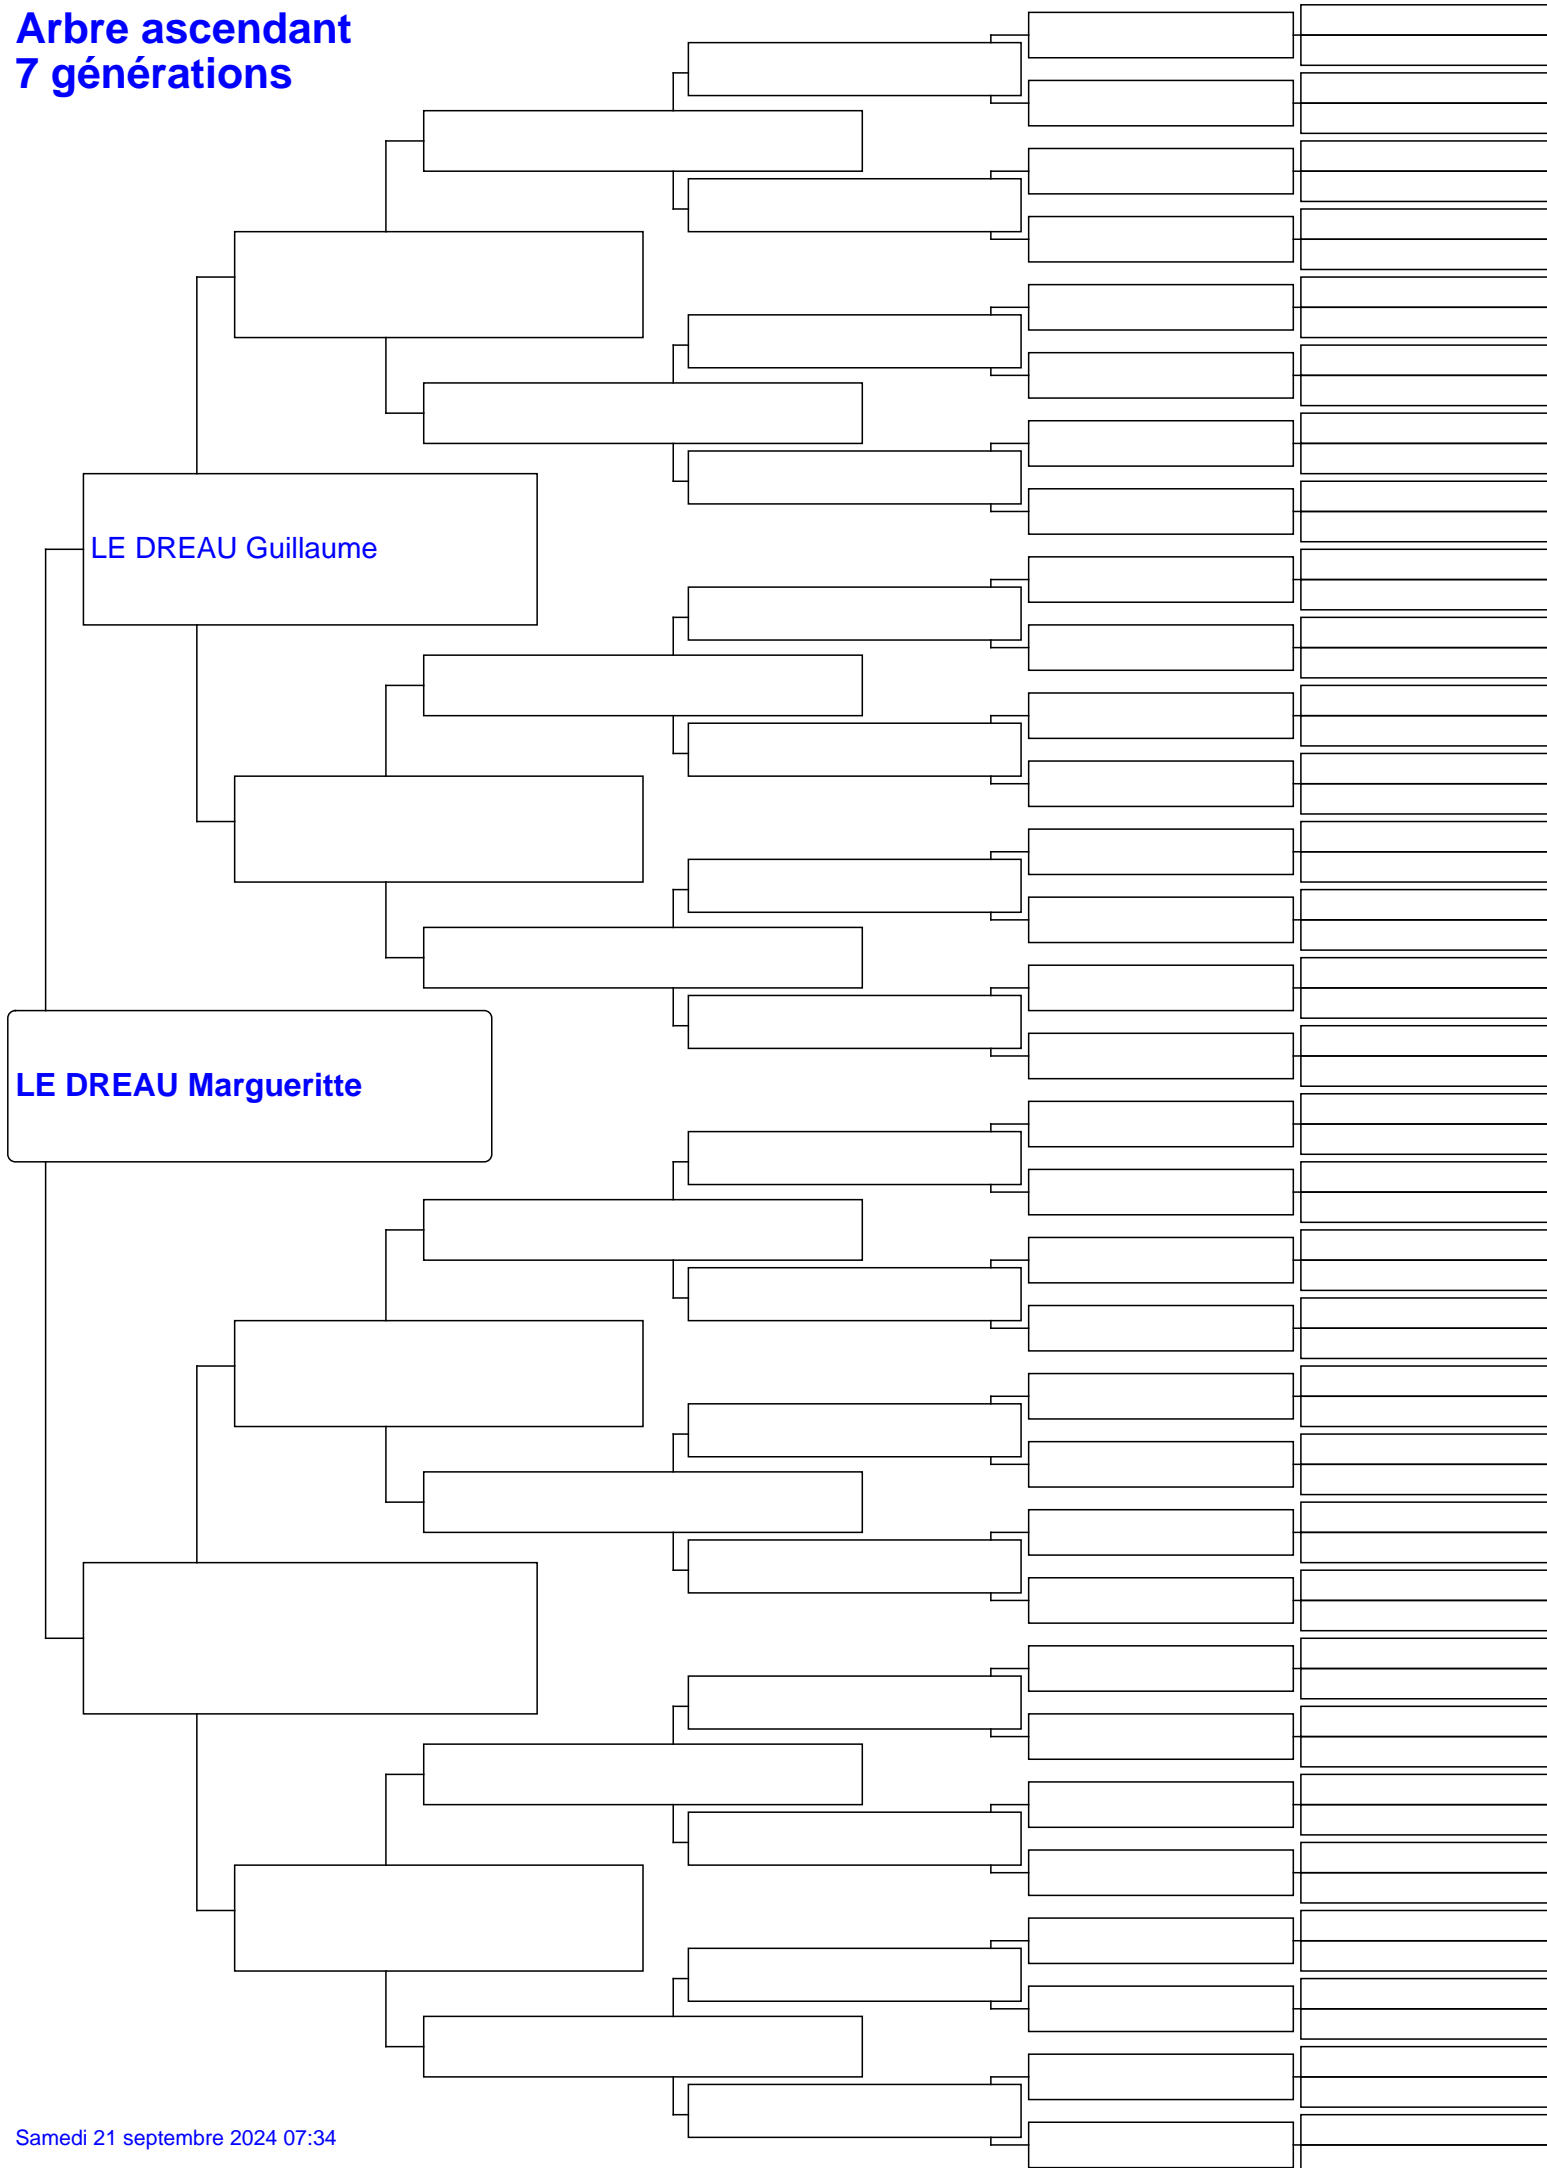 Arbre ascendant
7 générations
LE DREAU Guillaume
LE DREAU Margueritte
Samedi 21 septembre 2024 07:34